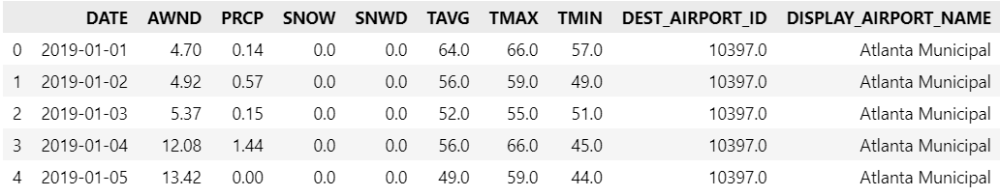 DATE AWND PRCP SNOW SNWD TAVG TMAX TMIN DEST_AIRPORT_ID DISPLAY_AIRPORT_NAME
0 2019-01-01 4.70 0.14 0.0 0.0 64.0 66.0 57.0 10397.0 Atlanta Municipal
1 2019-01-02 4.92 0.57 0.0 0.0 56.0 59.0 49.0 10397.0 Atlanta Municipal
2 2019-01-03 5.37 0.15 0.0 0.0 52.0 55.0 51.0 10397.0 Atlanta Municipal
3 2019-01-04 12.08 1.44 0.0 0.0 56.0 66.0 45.0 10397.0 Atlanta Municipal
4 2019-01-05 13.42 0.00 0.0 0.0 49.0 59.0 44.0 10397.0 Atlanta Municipal